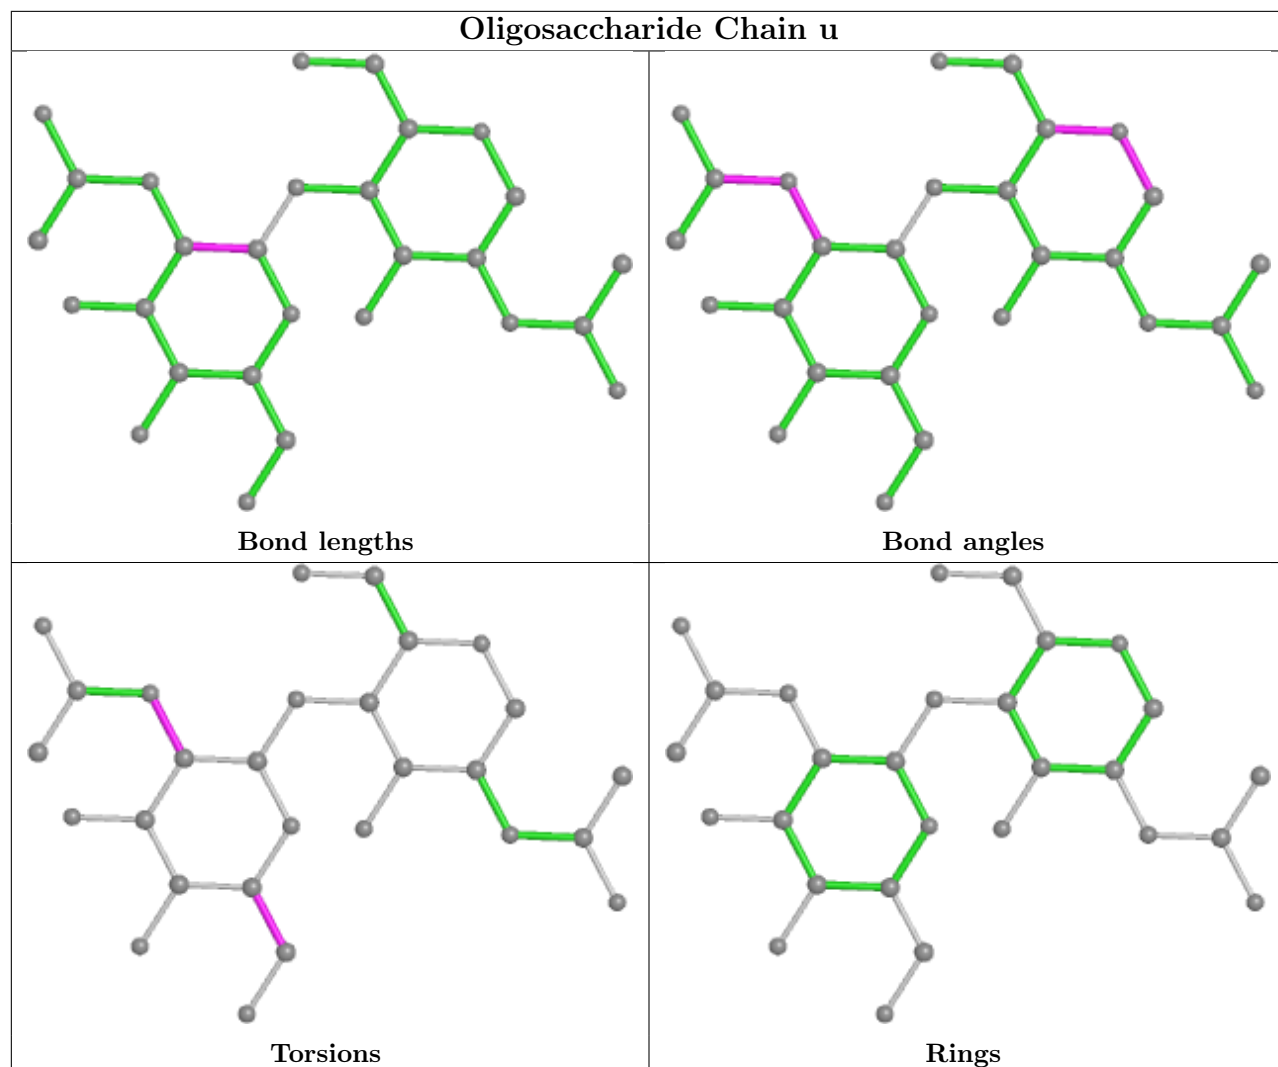 Oligosaccharide Chain u
Bond lengths
Bond angles
Torsions
Rings